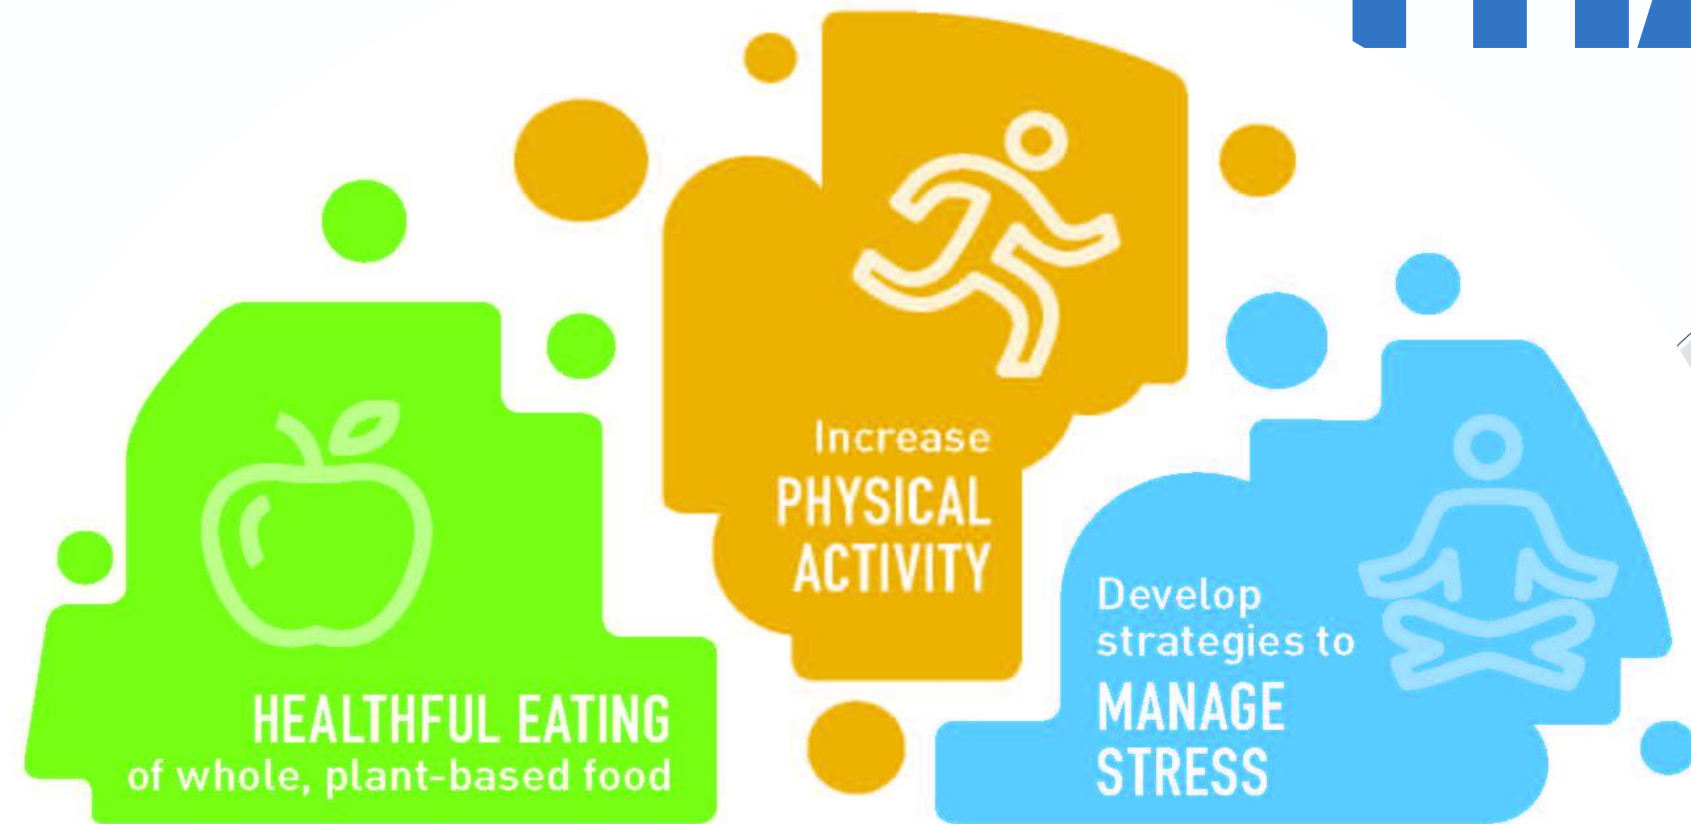 HEALTHFUL EATING
of whole, plant-based food
Increase
PHYSICAL
ACTIVITY
Develop
strategies to
MANAGE
STRESS